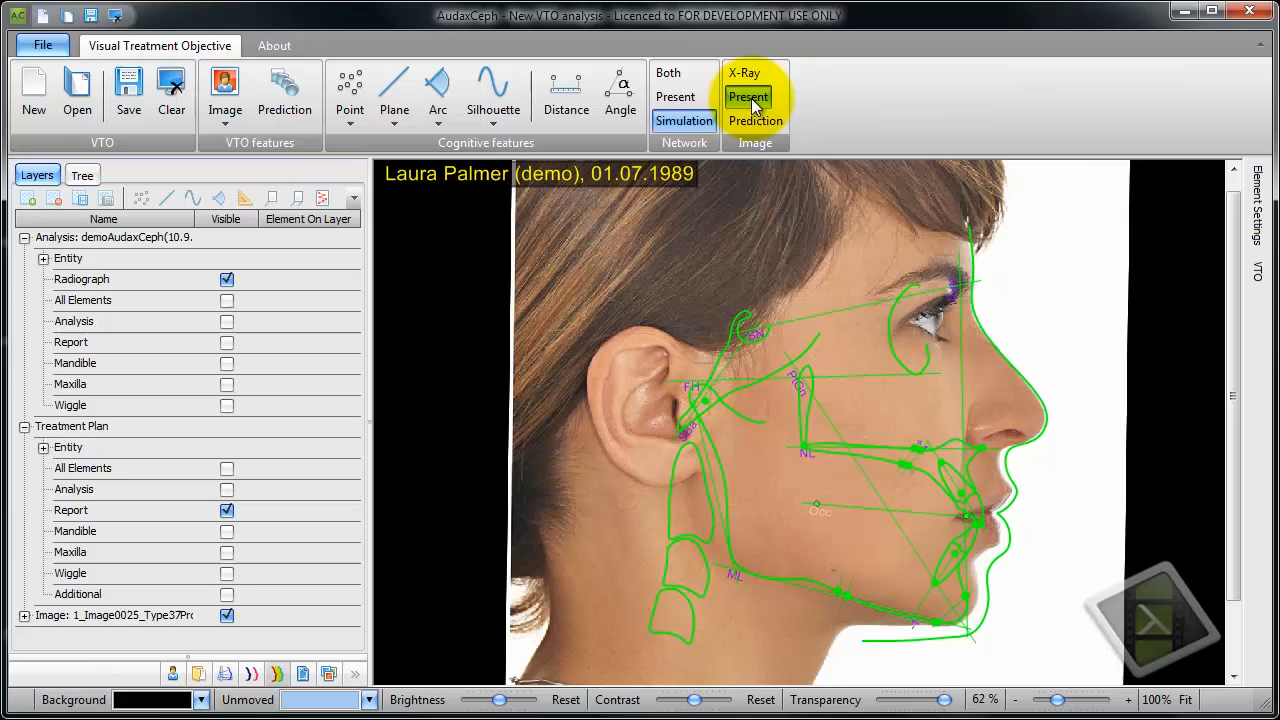 AudaxCeph - New VTO analysis - Licenced to FOR DEVELOPMENT USE ONLY
File Visual Treatment Objective About
New Open Save Clear Image Prediction Point Plane Arc Silhouette Distance Angle
Both Present Simulation
X-Ray Present Prediction
VTO VTO features Cognitive features Network Image
Layers Tree
Name Visible Element On Layer
Analysis: demoAudaxCeph(10.9.
Entity
Radiograph
All Elements
Analysis
Report
Mandible
Maxilla
Wiggle
Treatment Plan
Entity
All Elements
Analysis
Report
Mandible
Maxilla
Wiggle
Additional
Image: 1_Image0025_Type37Pro
Laura Palmer (demo), 01.07.1989
SN
FH
PtGn
NL
Occ
ML
Element Settings
VTO
Background Unmoved Brightness Reset Contrast Reset Transparency 62 % - + 100% Fit